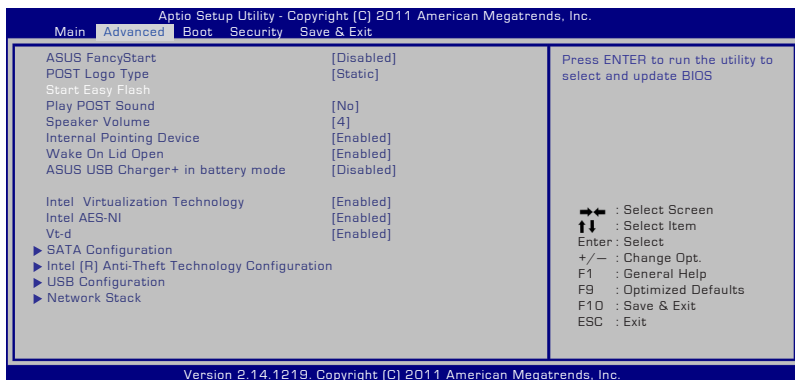 Aptio Setup Utility - Copyright (C) 2011 American Megatrends, Inc.
Main Advanced Boot Security Save & Exit
ASUS FancyStart [Disabled]
POST Logo Type [Static]
Start Easy Flash
Play POST Sound [No]
Speaker Volume [4]
Internal Pointing Device [Enabled]
Wake On Lid Open [Enabled]
ASUS USB Charger+ in battery mode [Disabled]
Intel Virtualization Technology [Enabled]
Intel AES-NI [Enabled]
Vt-d [Enabled]
SATA Configuration
Intel (R) Anti-Theft Technology Configuration
USB Configuration
Network Stack
Press ENTER to run the utility to
select and update BIOS
→← : Select Screen
↑↓ : Select Item
Enter : Select
+/— : Change Opt.
F1 : General Help
F9 : Optimized Defaults
F10 : Save & Exit
ESC : Exit
Version 2.14.1219. Copyright (C) 2011 American Megatrends, Inc.